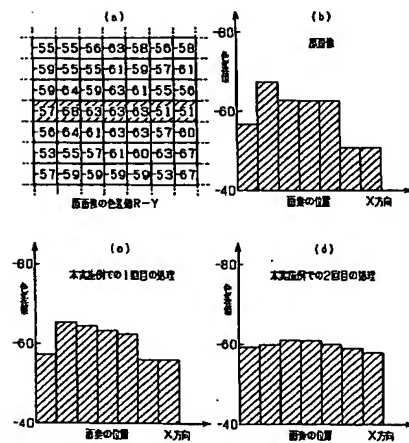 (a)
-55-55-56-63-58-56-58
-59-55-55-61-59-57-61
-59-64-59-63-61-55-56
-57-68-63-63-63-51-51
-56-64-61-63-63-57-60
-53-55-57-61-60-63-67
-57-59-59-59-59-53-67
原画像の色差値R-Y
(b)
原画像
-80
-60
-40
画素の位置
X方向
(c)
本実施例での1回目の処理
-80
-60
-40
画素の位置
X方向
(d)
本実施例での2回目の処理
-80
-60
-40
画素の位置
X方向